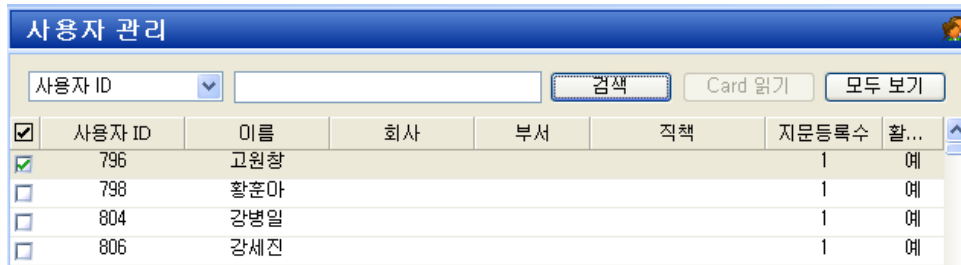 사용자 관리
사용자 ID 검색 Card 읽기 모두 보기
사용자 ID 이름 회사 부서 직책 지문등록수 활...
796 고원창 1 예
798 황훈아 1 예
804 강병일 1 예
806 강세진 1 예